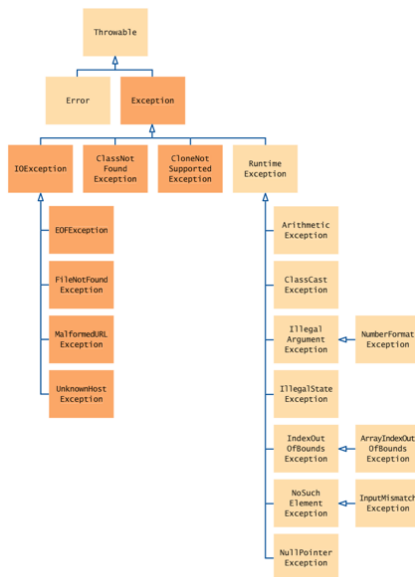 Throwable
Error
Exception
IOException
ClassNot
Found
Exception
CloneNot
Supported
Exception
Runtime
Exception
EOFException
FileNotFound
Exception
MalformedURL
Exception
UnknownHost
Exception
Arithmetic
Exception
ClassCast
Exception
Illegal
Argument
Exception
NumberFormat
Exception
IllegalState
Exception
IndexOut
OfBounds
Exception
ArrayIndexOut
OfBounds
Exception
NoSuch
Element
Exception
InputMismatch
Exception
NullPointer
Exception